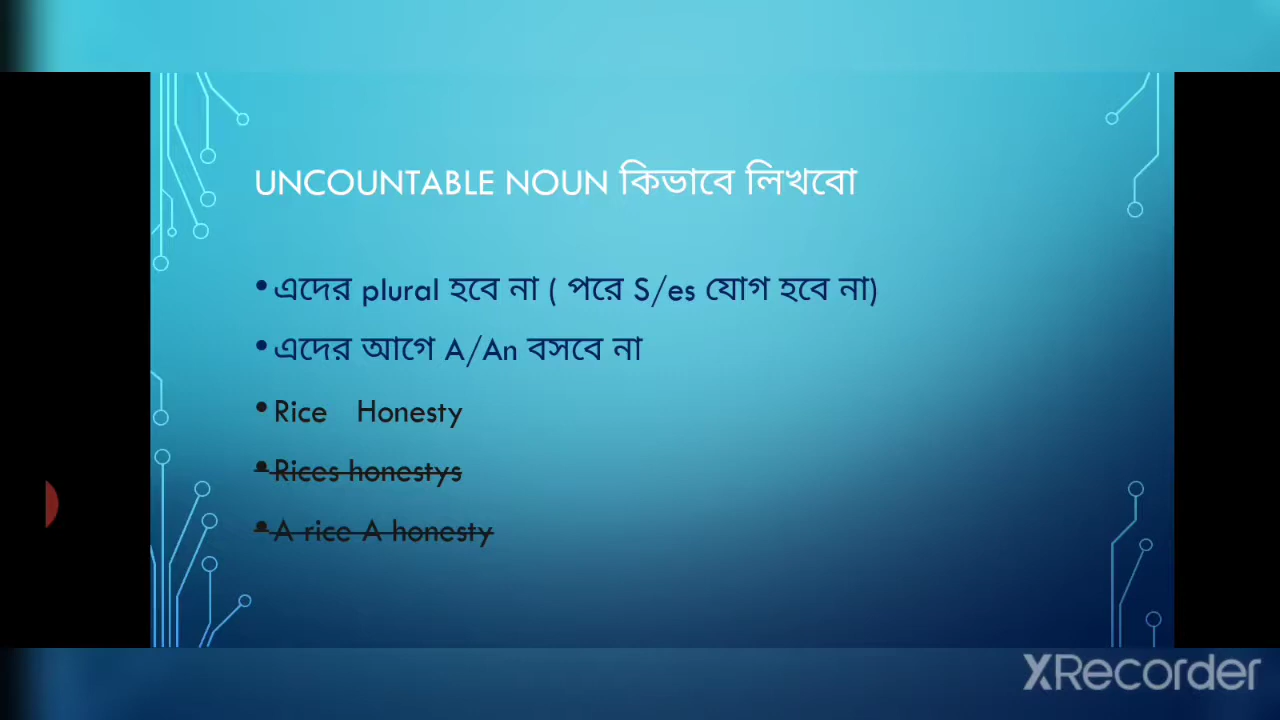 UNCOUNTABLE NOUN কিভাবে লিখবো
• এদের plural হবে না ( পরে S/es যোগ হবে না)
• এদের আগে A/An বসবে না
• Rice Honesty
• Rices honestys
• A rice A honesty
XRecorder